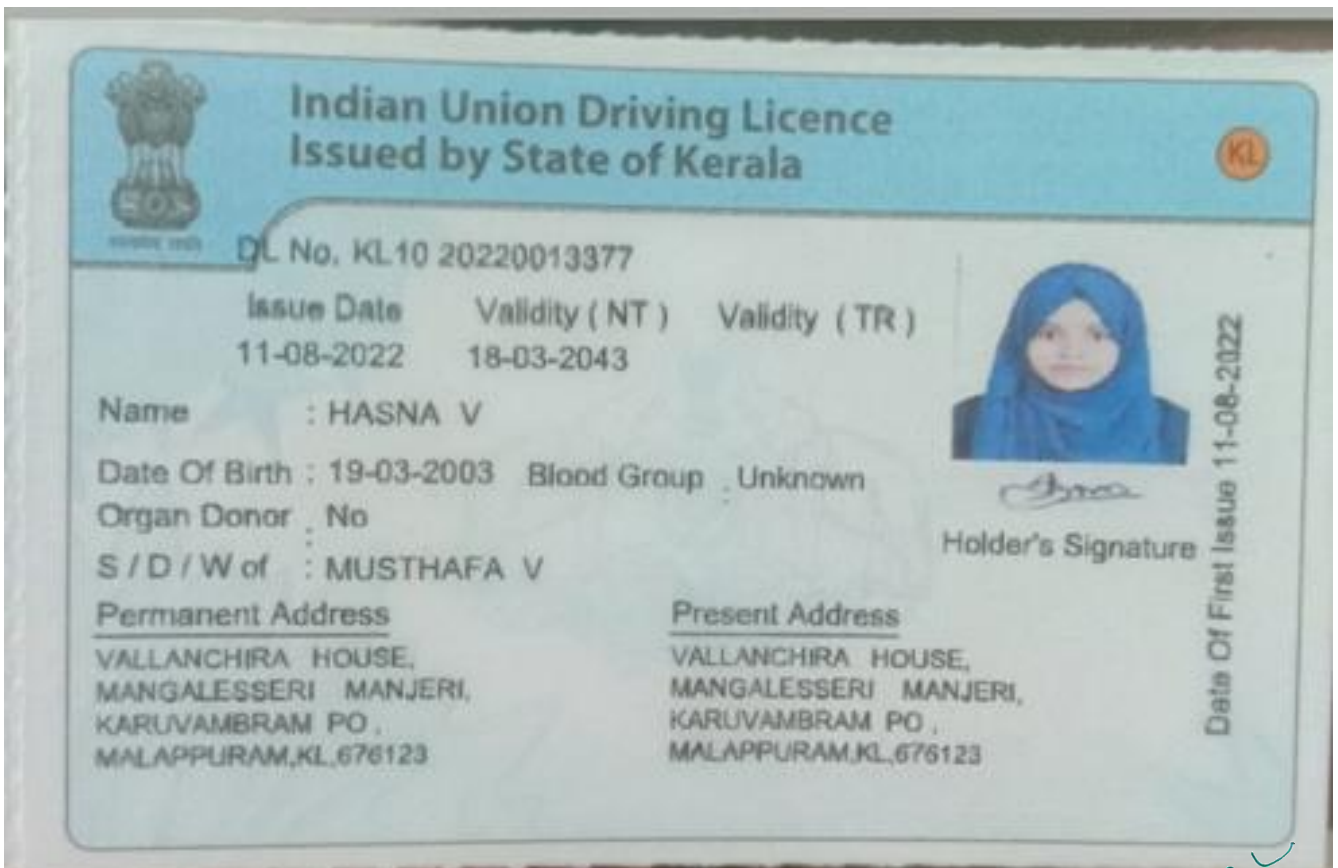 Indian Union Driving Licence
Issued by State of Kerala
KL
DL No. KL10 20220013377
Issue Date Validity ( NT ) Validity ( TR )
11-08-2022 18-03-2043
Name : HASNA V
Date Of Birth : 19-03-2003 Blood Group : Unknown
Organ Donor : No
S / D / W of : MUSTHAFA V
Holder's Signature
Date Of First Issue 11-08-2022
Permanent Address
VALLANCHIRA HOUSE,
MANGALESSERI MANJERI,
KARUVAMBRAM PO ,
MALAPPURAM,KL,676123
Present Address
VALLANCHIRA HOUSE,
MANGALESSERI MANJERI,
KARUVAMBRAM PO ,
MALAPPURAM,KL,676123